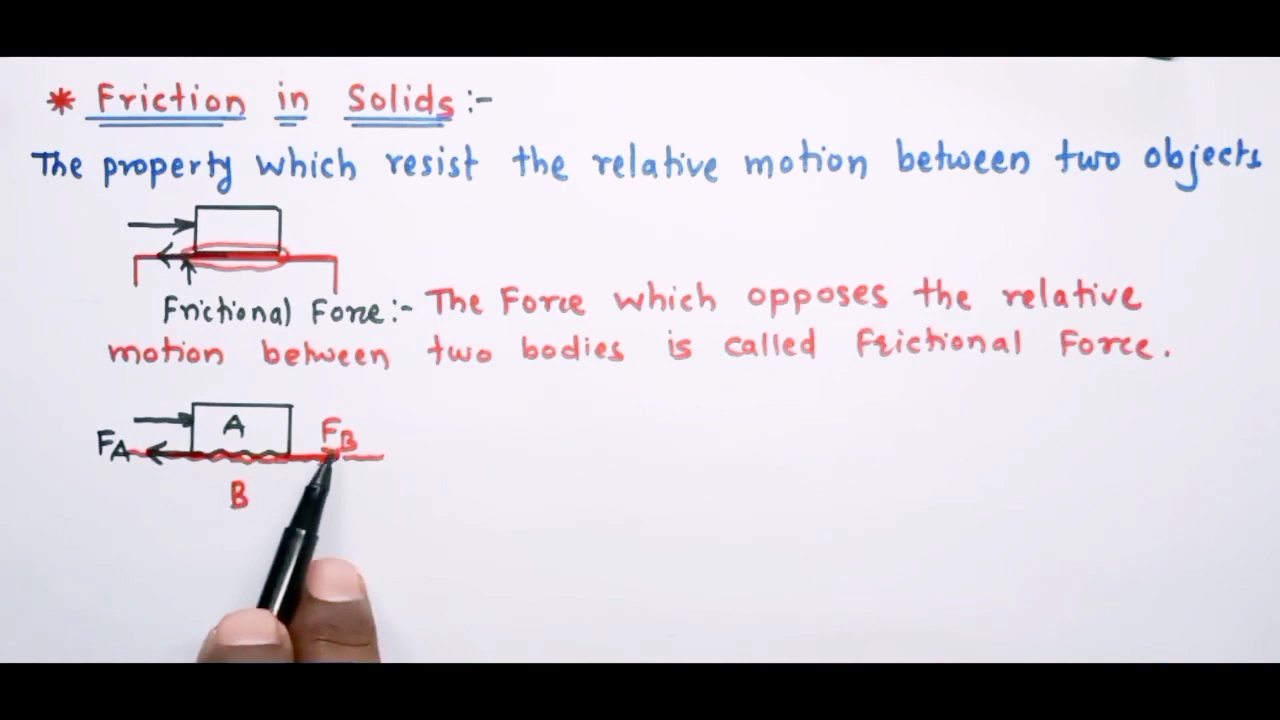 * Friction in Solids :-
The property which resist the relative motion between two objects
Frictional Force:- The Force which opposes the relative
motion between two bodies is called Frictional Force.
A
FA
FB
B